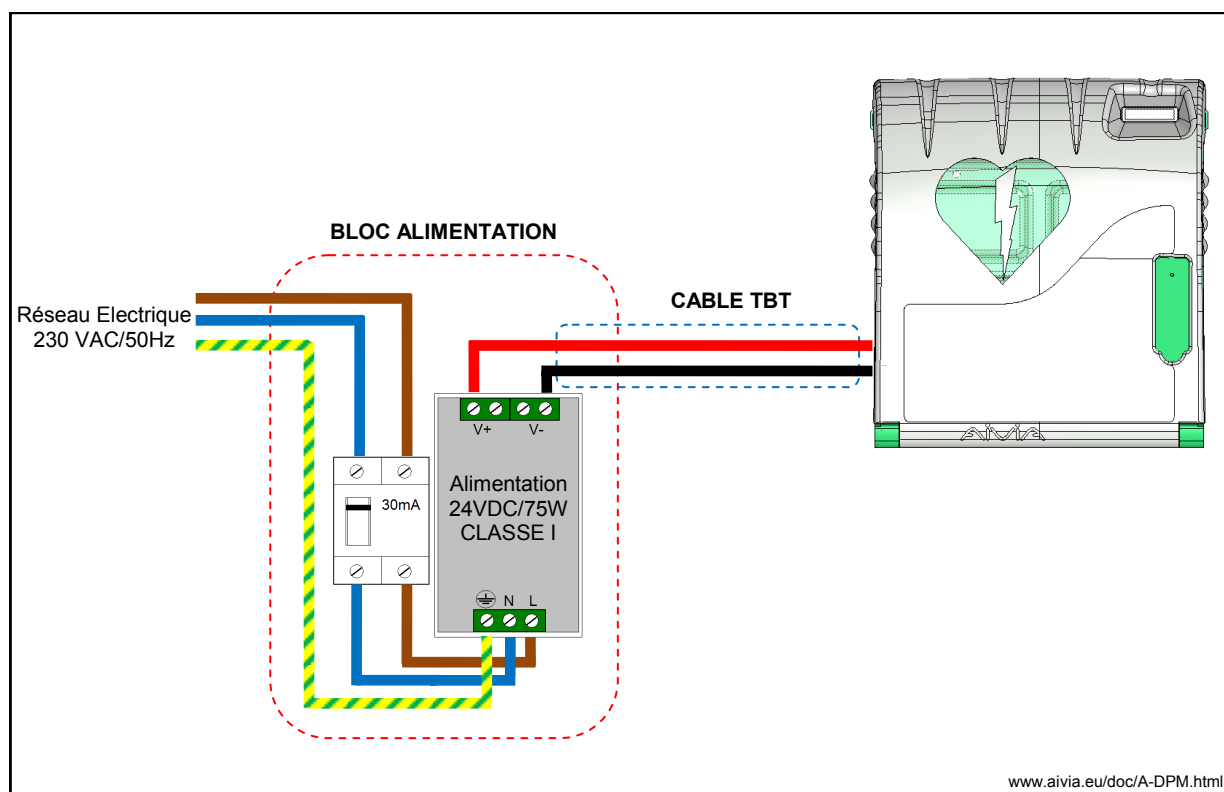 BLOC ALIMENTATION
Réseau Electrique
230 VAC/50Hz
CABLE TBT
V+ V-
30mA
Alimentation
24VDC/75W
CLASSE I
N L
AIVIA
www.aivia.eu/doc/A-DPM.html